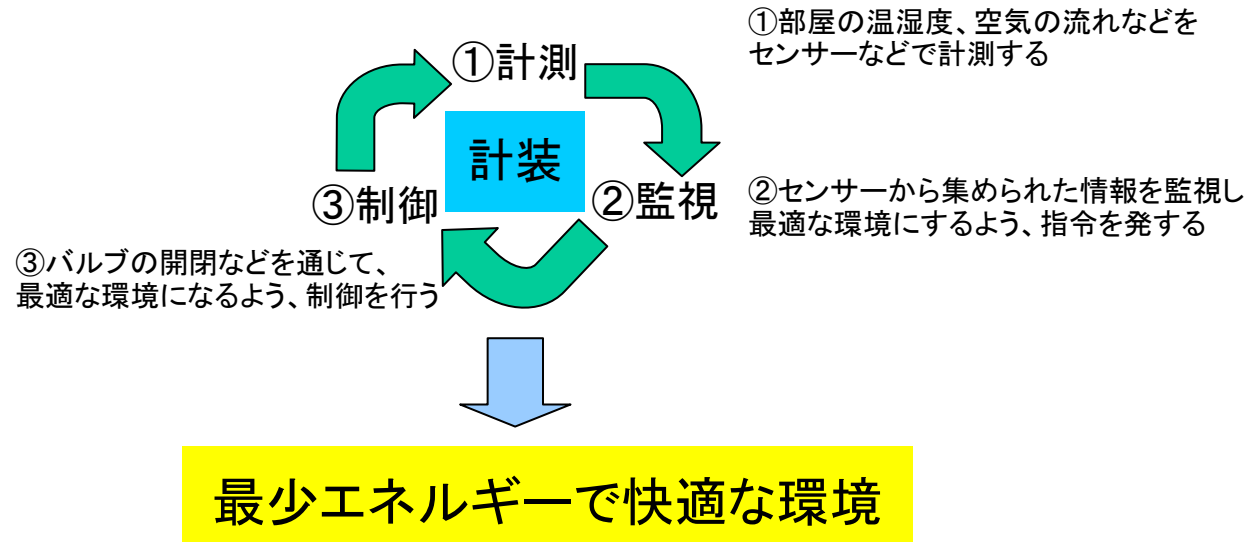 ①部屋の温湿度、空気の流れなどを
センサーなどで計測する
①計測
計装
③制御
②監視
②センサーから集められた情報を監視し
最適な環境にするよう、指令を発する
③バルブの開閉などを通じて、
最適な環境になるよう、制御を行う
最少エネルギーで快適な環境